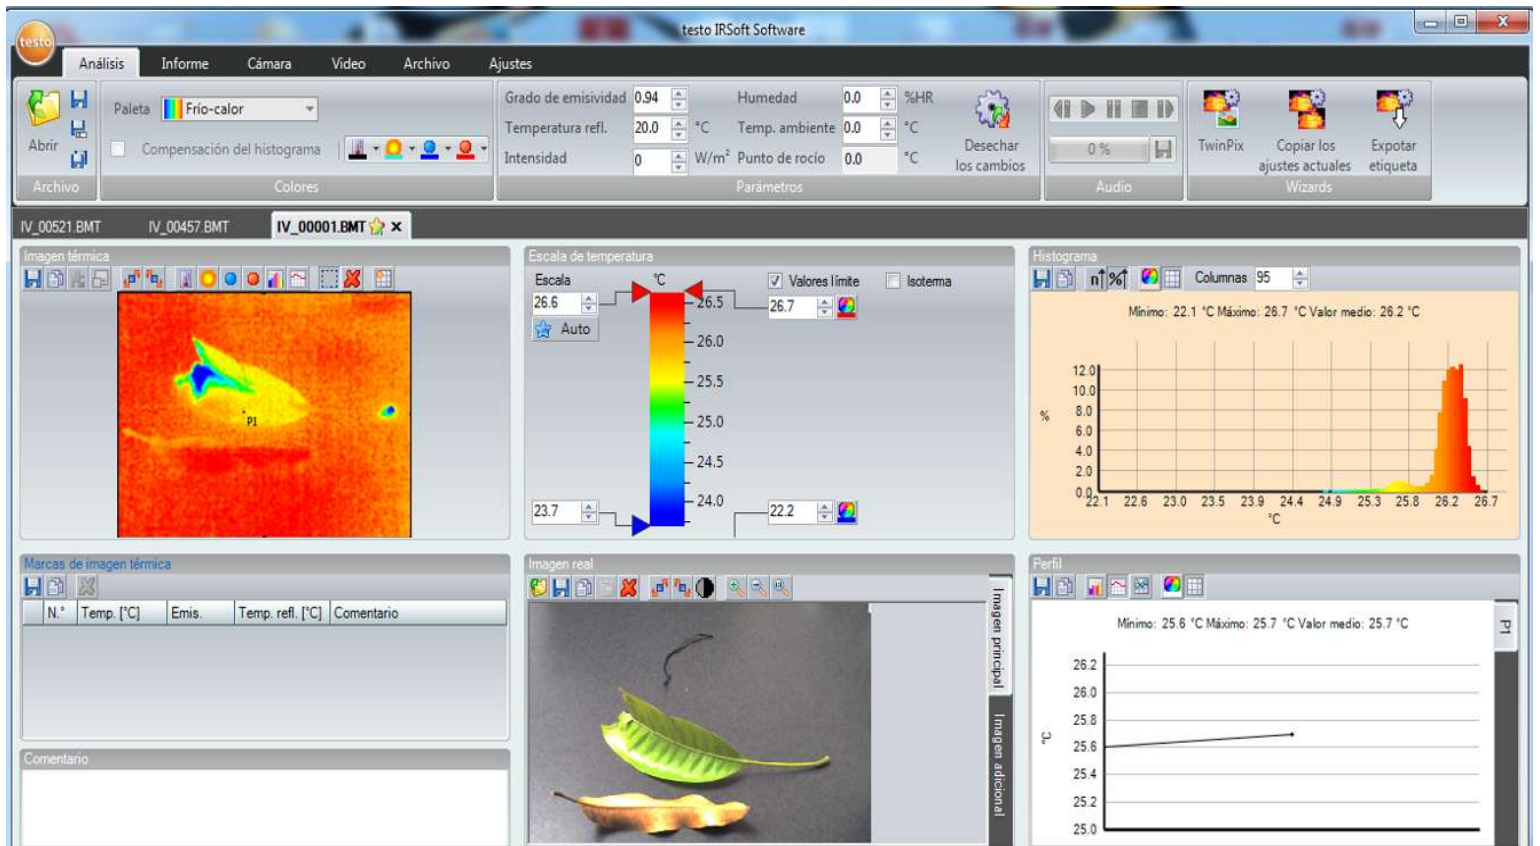 testo IRSoft Software
testo
Análisis Informe Cámara Video Archivo Ajustes
Abrir
Archivo
Paleta Frío-calor
Compensación del histograma
Colores
Grado de emisividad 0.94 Humedad 0.0 %HR
Temperatura refl. 20.0 °C Temp. ambiente 0.0 °C
Intensidad 0 W/m² Punto de rocío 0.0 °C
Desechar
los cambios
Parámetros
0 %
Audio
TwinPix
Copiar los
ajustes actuales
Expotar
etiqueta
Wizards
IV_00521.BMT IV_00457.BMT IV_00001.BMT
Imagen térmica
P1
Escala de temperatura
Escala °C Valores límite Isoterma
26.6 26.7
Auto
26.5
26.0
25.5
25.0
24.5
24.0
23.7 22.2
Histograma
n %
Columnas 95
Mínimo: 22.1 °C Máximo: 26.7 °C Valor medio: 26.2 °C
%
12.0
10.0
8.0
6.0
4.0
2.0
0.0
22.1 22.6 23.0 23.5 23.9 24.4 24.9 25.3 25.8 26.2 26.7
°C
Marcas de imagen térmica
N.° Temp. [°C] Emis. Temp. refl. [°C] Comentario
Comentario
Imagen real
Imagen principal
Imagen adicional
Perfil
Mínimo: 25.6 °C Máximo: 25.7 °C Valor medio: 25.7 °C
P1
°C
26.2
26.0
25.8
25.6
25.4
25.2
25.0